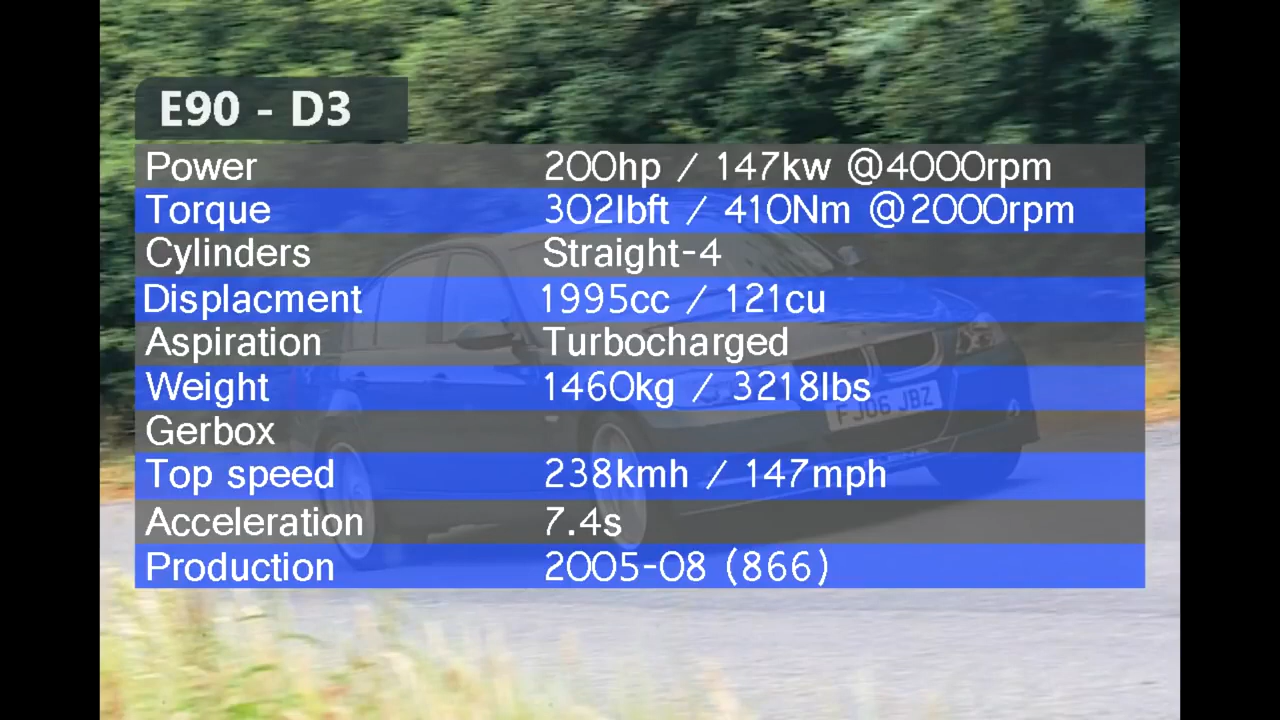 E90 - D3
Power 200hp / 147kw @4000rpm
Torque 302lbft / 410Nm @2000rpm
Cylinders Straight-4
Displacment 1995cc / 121cu
Aspiration Turbocharged
Weight 1460kg / 3218lbs
FJ06 JBZ
Gerbox
Top speed 238kmh / 147mph
Acceleration 7.4s
Production 2005-08 (866)